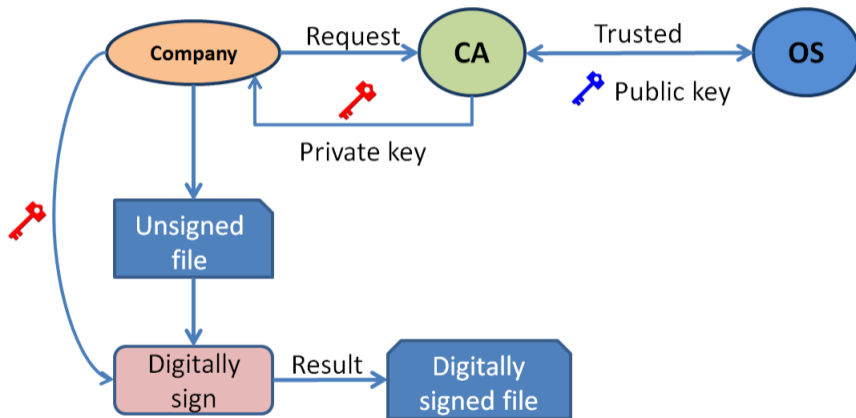 Company
Request
CA
Trusted
OS
Public key
Private key
Unsigned
file
Digitally
sign
Result
Digitally
signed file